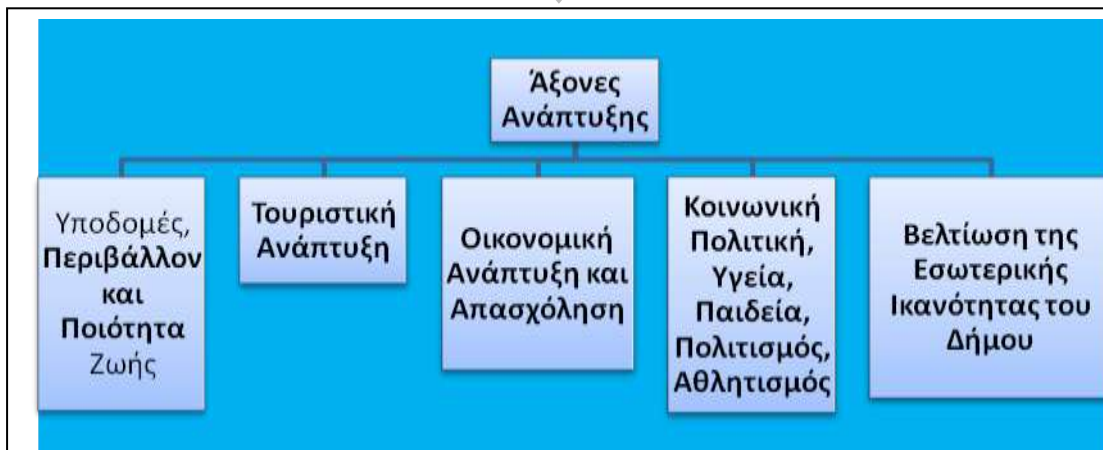 Άξονες
Ανάπτυξης
Υποδομές,
Περιβάλλον
και
Ποιότητα
Ζωής
Τουριστική
Ανάπτυξη
Οικονομική
Ανάπτυξη και
Απασχόληση
Κοινωνική
Πολιτική,
Υγεία,
Παιδεία,
Πολιτισμός,
Αθλητισμός
Βελτίωση της
Εσωτερικής
Ικανότητας του
Δήμου